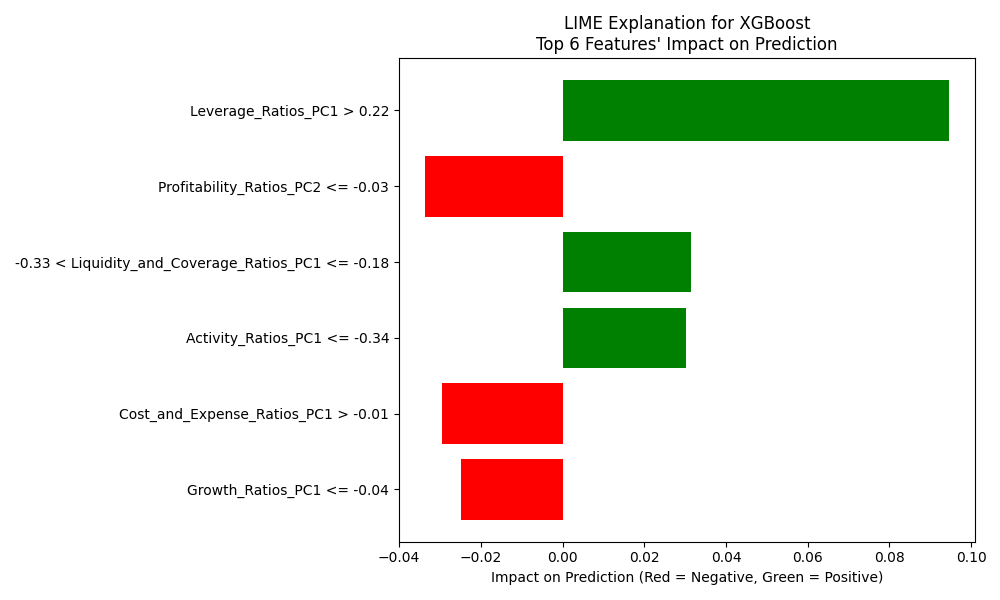 LIME Explanation for XGBoost
Top 6 Features' Impact on Prediction
Leverage_Ratios_PC1 > 0.22
Profitability_Ratios_PC2 <= -0.03
-0.33 < Liquidity_and_Coverage_Ratios_PC1 <= -0.18
Activity_Ratios_PC1 <= -0.34
Cost_and_Expense_Ratios_PC1 > -0.01
Growth_Ratios_PC1 <= -0.04
−0.04 −0.02 0.00 0.02 0.04 0.06 0.08 0.10
Impact on Prediction (Red = Negative, Green = Positive)